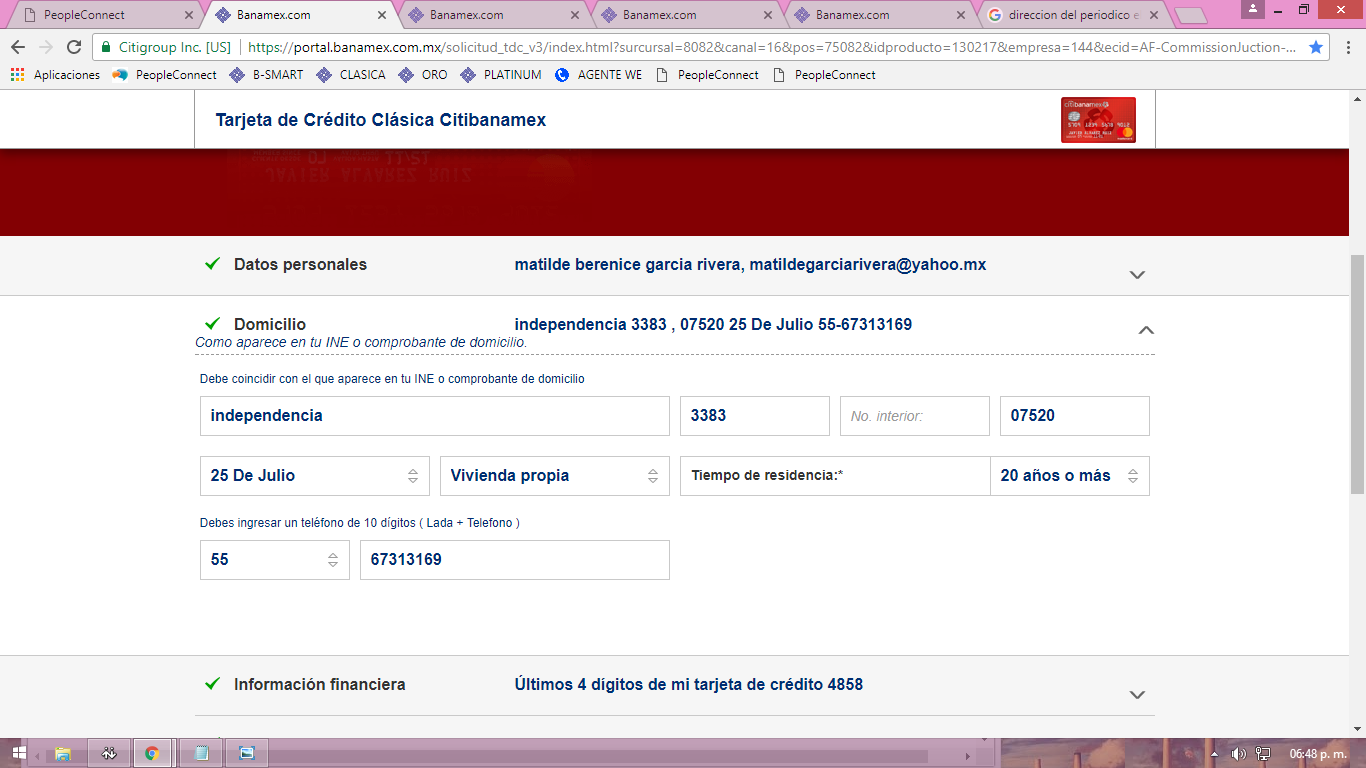 PeopleConnect
Banamex.com
Banamex.com
Banamex.com
Banamex.com
direccion del periodico e
Citigroup Inc. [US] https://portal.banamex.com.mx/solicitud_tdc_v3/index.html?surcursal=8082&canal=16&pos=75082&idproducto=130217&empresa=144&ecid=AF-CommissionJuction-...
Aplicaciones PeopleConnect B-SMART CLASICA ORO PLATINUM AGENTE WE PeopleConnect PeopleConnect
Tarjeta de Crédito Clásica Citibanamex
citibanamex
JAVIER ALVAREZ RUIZ
Datos personales matilde berenice garcia rivera, matildegarciarivera@yahoo.mx
Domicilio independencia 3383 , 07520 25 De Julio 55-67313169
Como aparece en tu INE o comprobante de domicilio.
Debe coincidir con el que aparece en tu INE o comprobante de domicilio
independencia 3383 No. interior: 07520
25 De Julio Vivienda propia Tiempo de residencia:* 20 años o más
Debes ingresar un teléfono de 10 dígitos ( Lada + Telefono )
55 67313169
Información financiera Últimos 4 dígitos de mi tarjeta de crédito 4858
06:48 p. m.